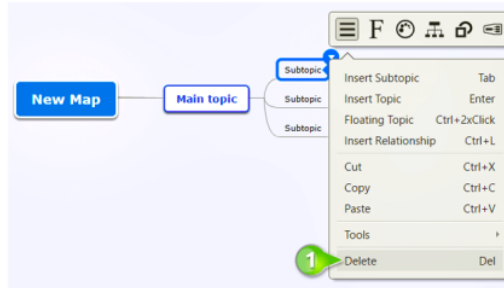 F
New Map
Main topic
Subtopic
Subtopic
Subtopic
Insert Subtopic Tab
Insert Topic Enter
Floating Topic Ctrl+2xClick
Insert Relationship Ctrl+L
Cut Ctrl+X
Copy Ctrl+C
Paste Ctrl+V
Tools
1 Delete Del